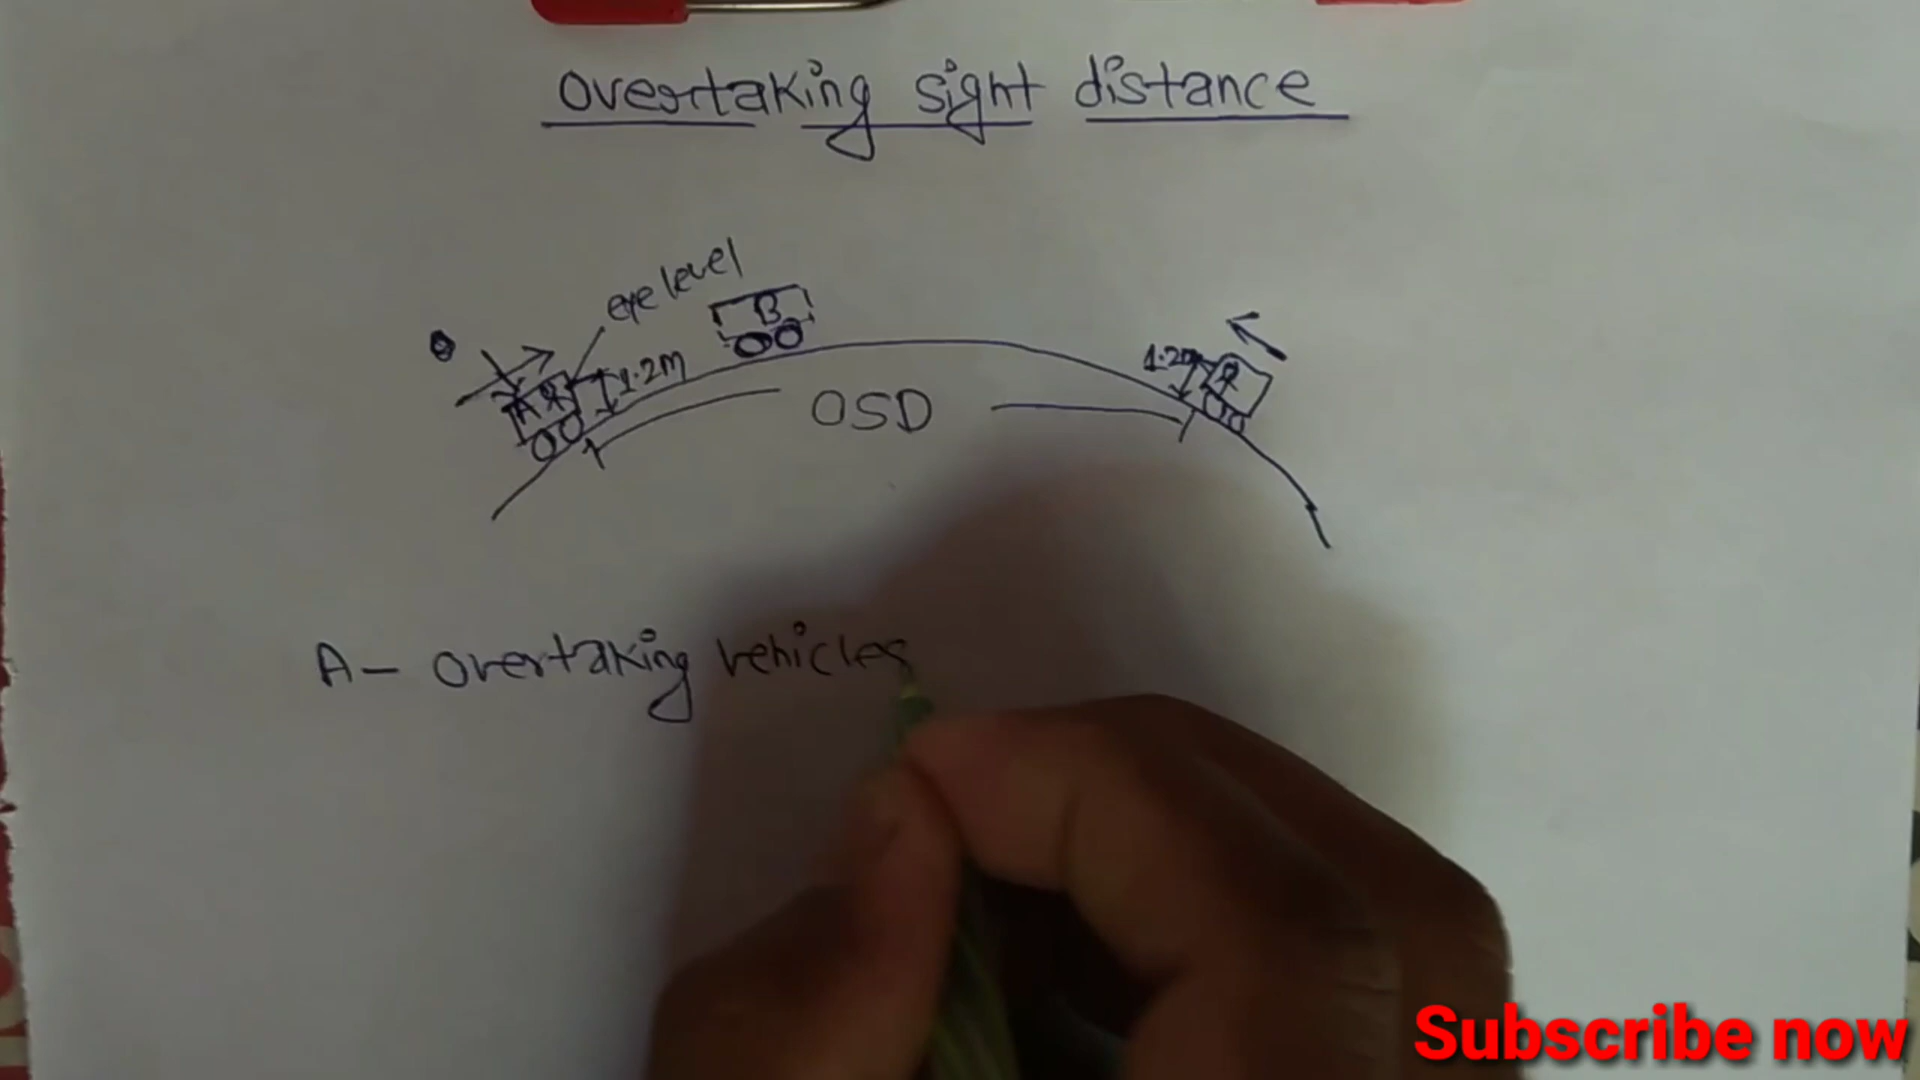 overtaking sight distance
eye level
B
A
1.2m
1.2m
OSD
A- overtaking vehicles
Subscribe now